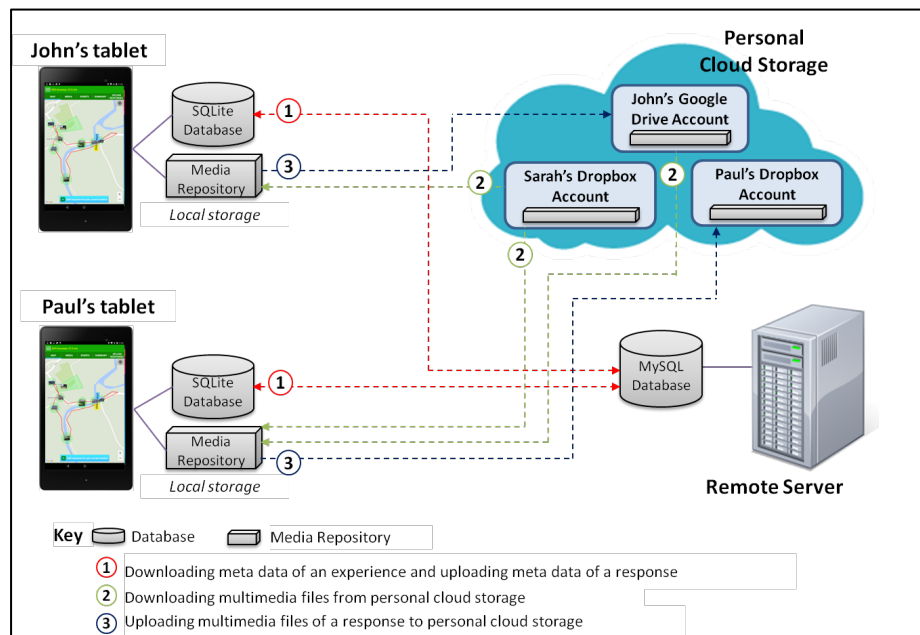 John's tablet
SQLite
Database
1
Media
Repository
3
Local storage
Personal
Cloud Storage
John's Google
Drive Account
2
Sarah's Dropbox
Account
2
Paul's Dropbox
Account
2
Paul's tablet
SQLite
Database
1
Media
Repository
3
Local storage
MySQL
Database
Remote Server
Key
Database
Media Repository
1 Downloading meta data of an experience and uploading meta data of a response
2 Downloading multimedia files from personal cloud storage
3 Uploading multimedia files of a response to personal cloud storage